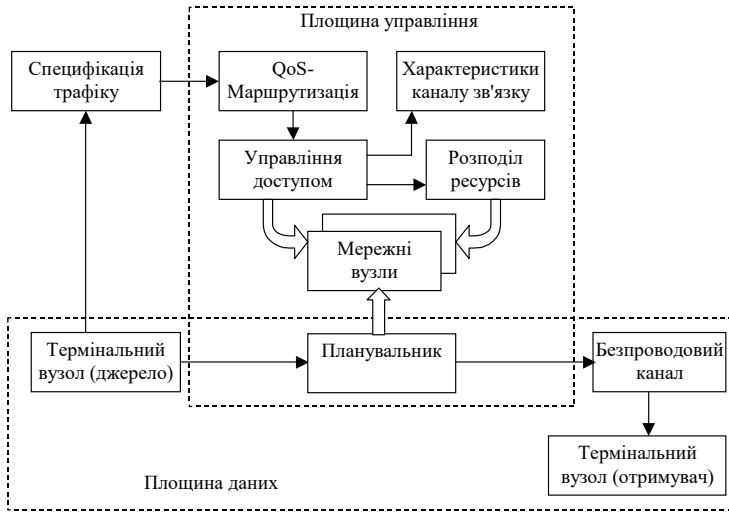 Площина управління
Специфікація
трафіку
QoS-
Маршрутизація
Характеристики
каналу зв'язку
Управління
доступом
Розподіл
ресурсів
Мережні
вузли
Термінальний
вузол (джерело)
Планувальник
Безпроводовий
канал
Термінальний
вузол (отримувач)
Площина даних